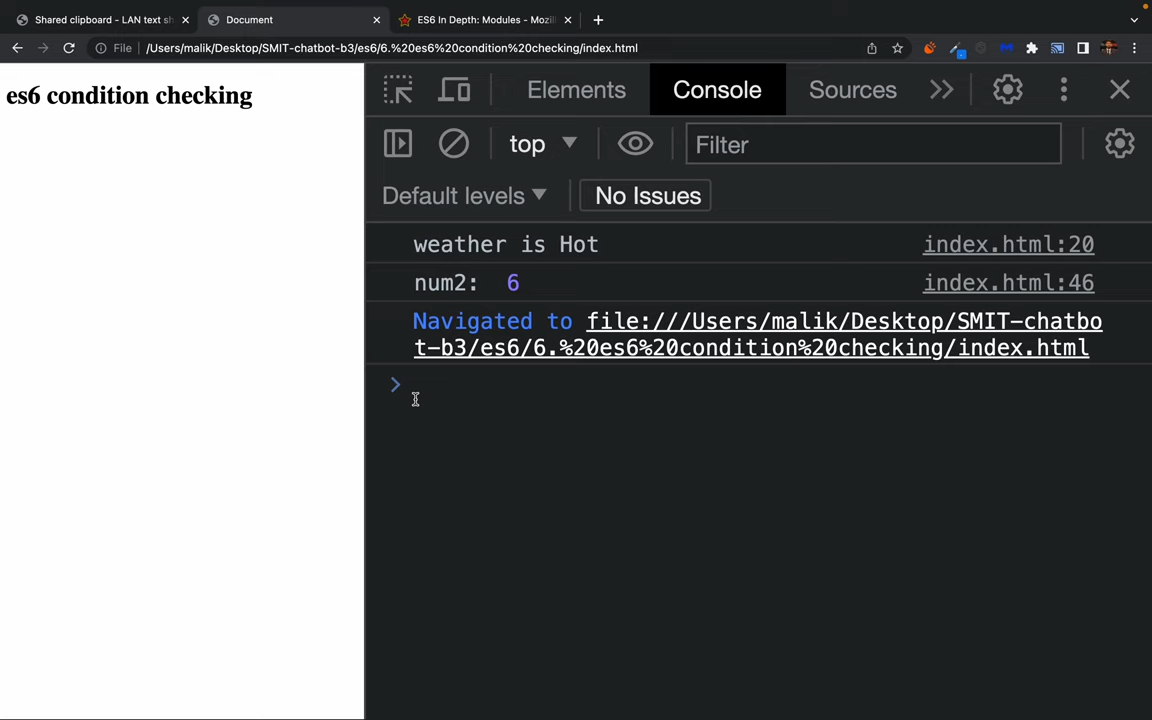 Shared clipboard - LAN text sh
Document
ES6 In Depth: Modules - Mozil
File /Users/malik/Desktop/SMIT-chatbot-b3/es6/6.%20es6%20condition%20checking/index.html
es6 condition checking
Elements Console Sources
top Filter
Default levels No Issues
weather is Hot index.html:20
num2: 6 index.html:46
Navigated to file:///Users/malik/Desktop/SMIT-chatbo
t-b3/es6/6.%20es6%20condition%20checking/index.html